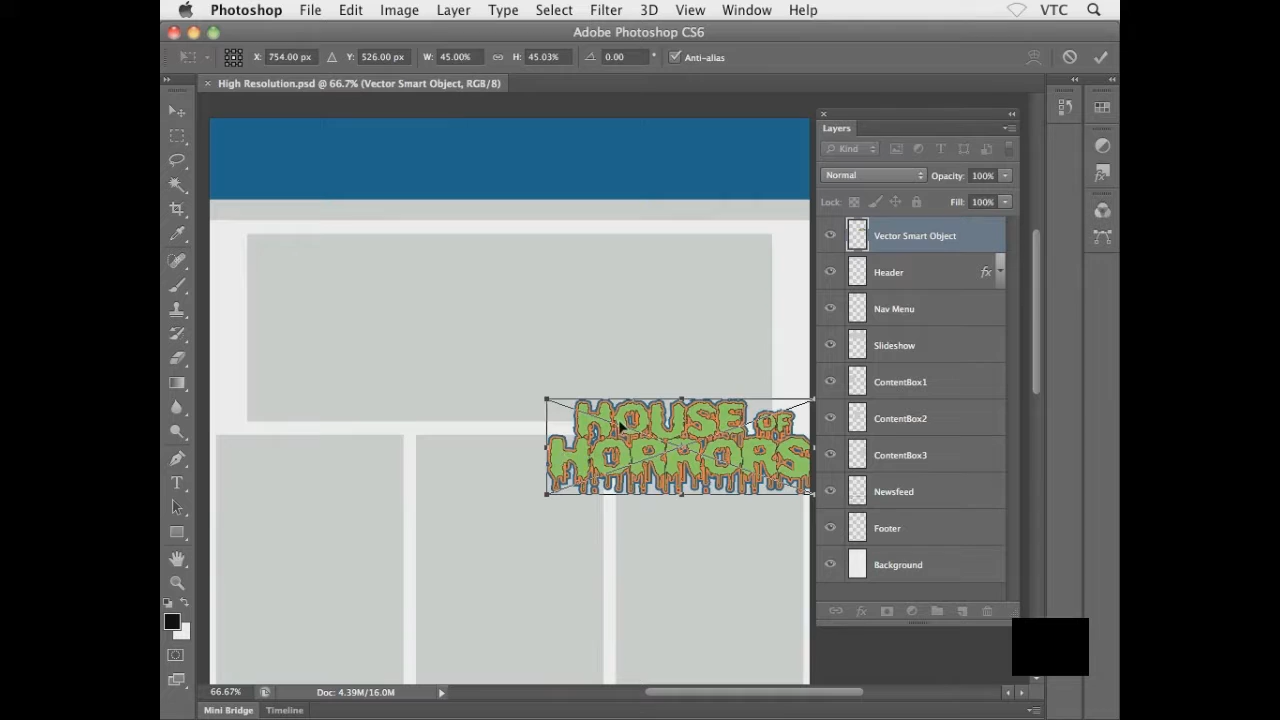 Photoshop File Edit Image Layer Type Select Filter 3D View Window Help VTC
Adobe Photoshop CS6
X: 754.00 px Y: 526.00 px W: 45.00% H: 45.03% 0.00 ° Anti-alias
× High Resolution.psd @ 66.7% (Vector Smart Object, RGB/8)
Layers
Kind
Normal Opacity: 100%
Lock: Fill: 100%
Vector Smart Object
Header fx
Nav Menu
Slideshow
ContentBox1
HOUSE OF
HORRORS
ContentBox2
ContentBox3
Newsfeed
Footer
Background
66.67% Doc: 4.39M/16.0M
Mini Bridge Timeline